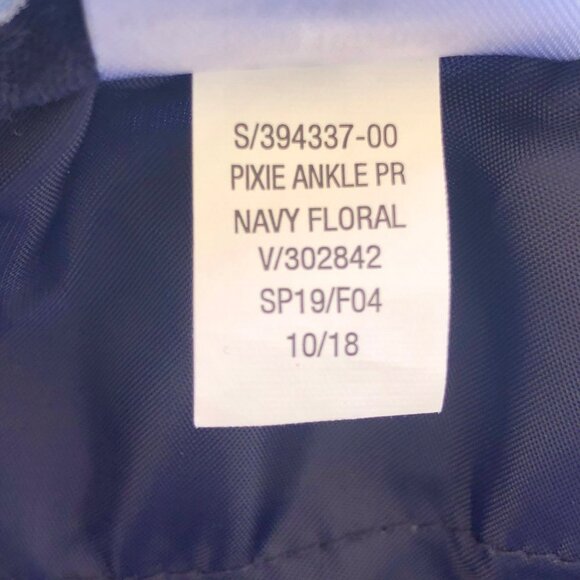 S/394337-00
PIXIE ANKLE PR
NAVY FLORAL
V/302842
SP19/F04
10/18